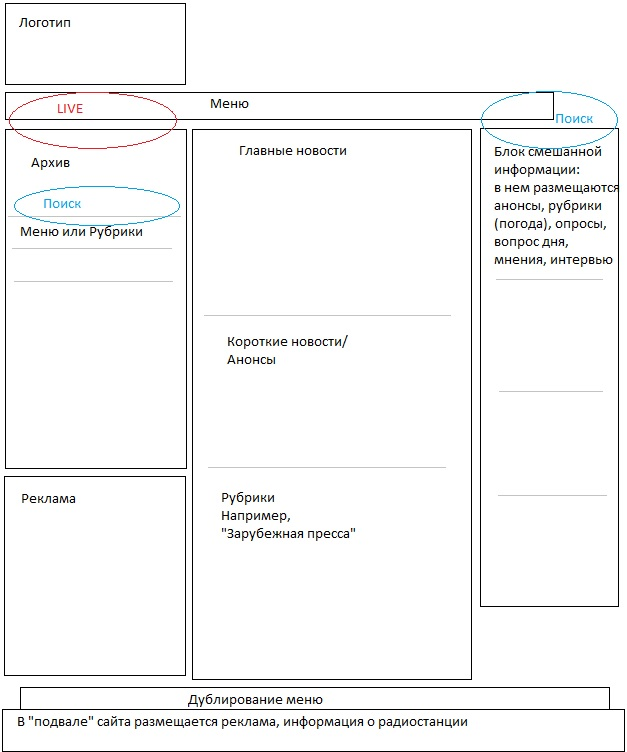 Логотип
LIVE
Меню
Поиск
Архив
Поиск
Меню или Рубрики
Реклама
Главные новости
Короткие новости/
Анонсы
Рубрики
Например,
"Зарубежная пресса"
Блок смешанной
информации:
в нем размещаются
анонсы, рубрики
(погода), опросы,
вопрос дня,
мнения, интервью
Дублирование меню
В "подвале" сайта размещается реклама, информация о радиостанции